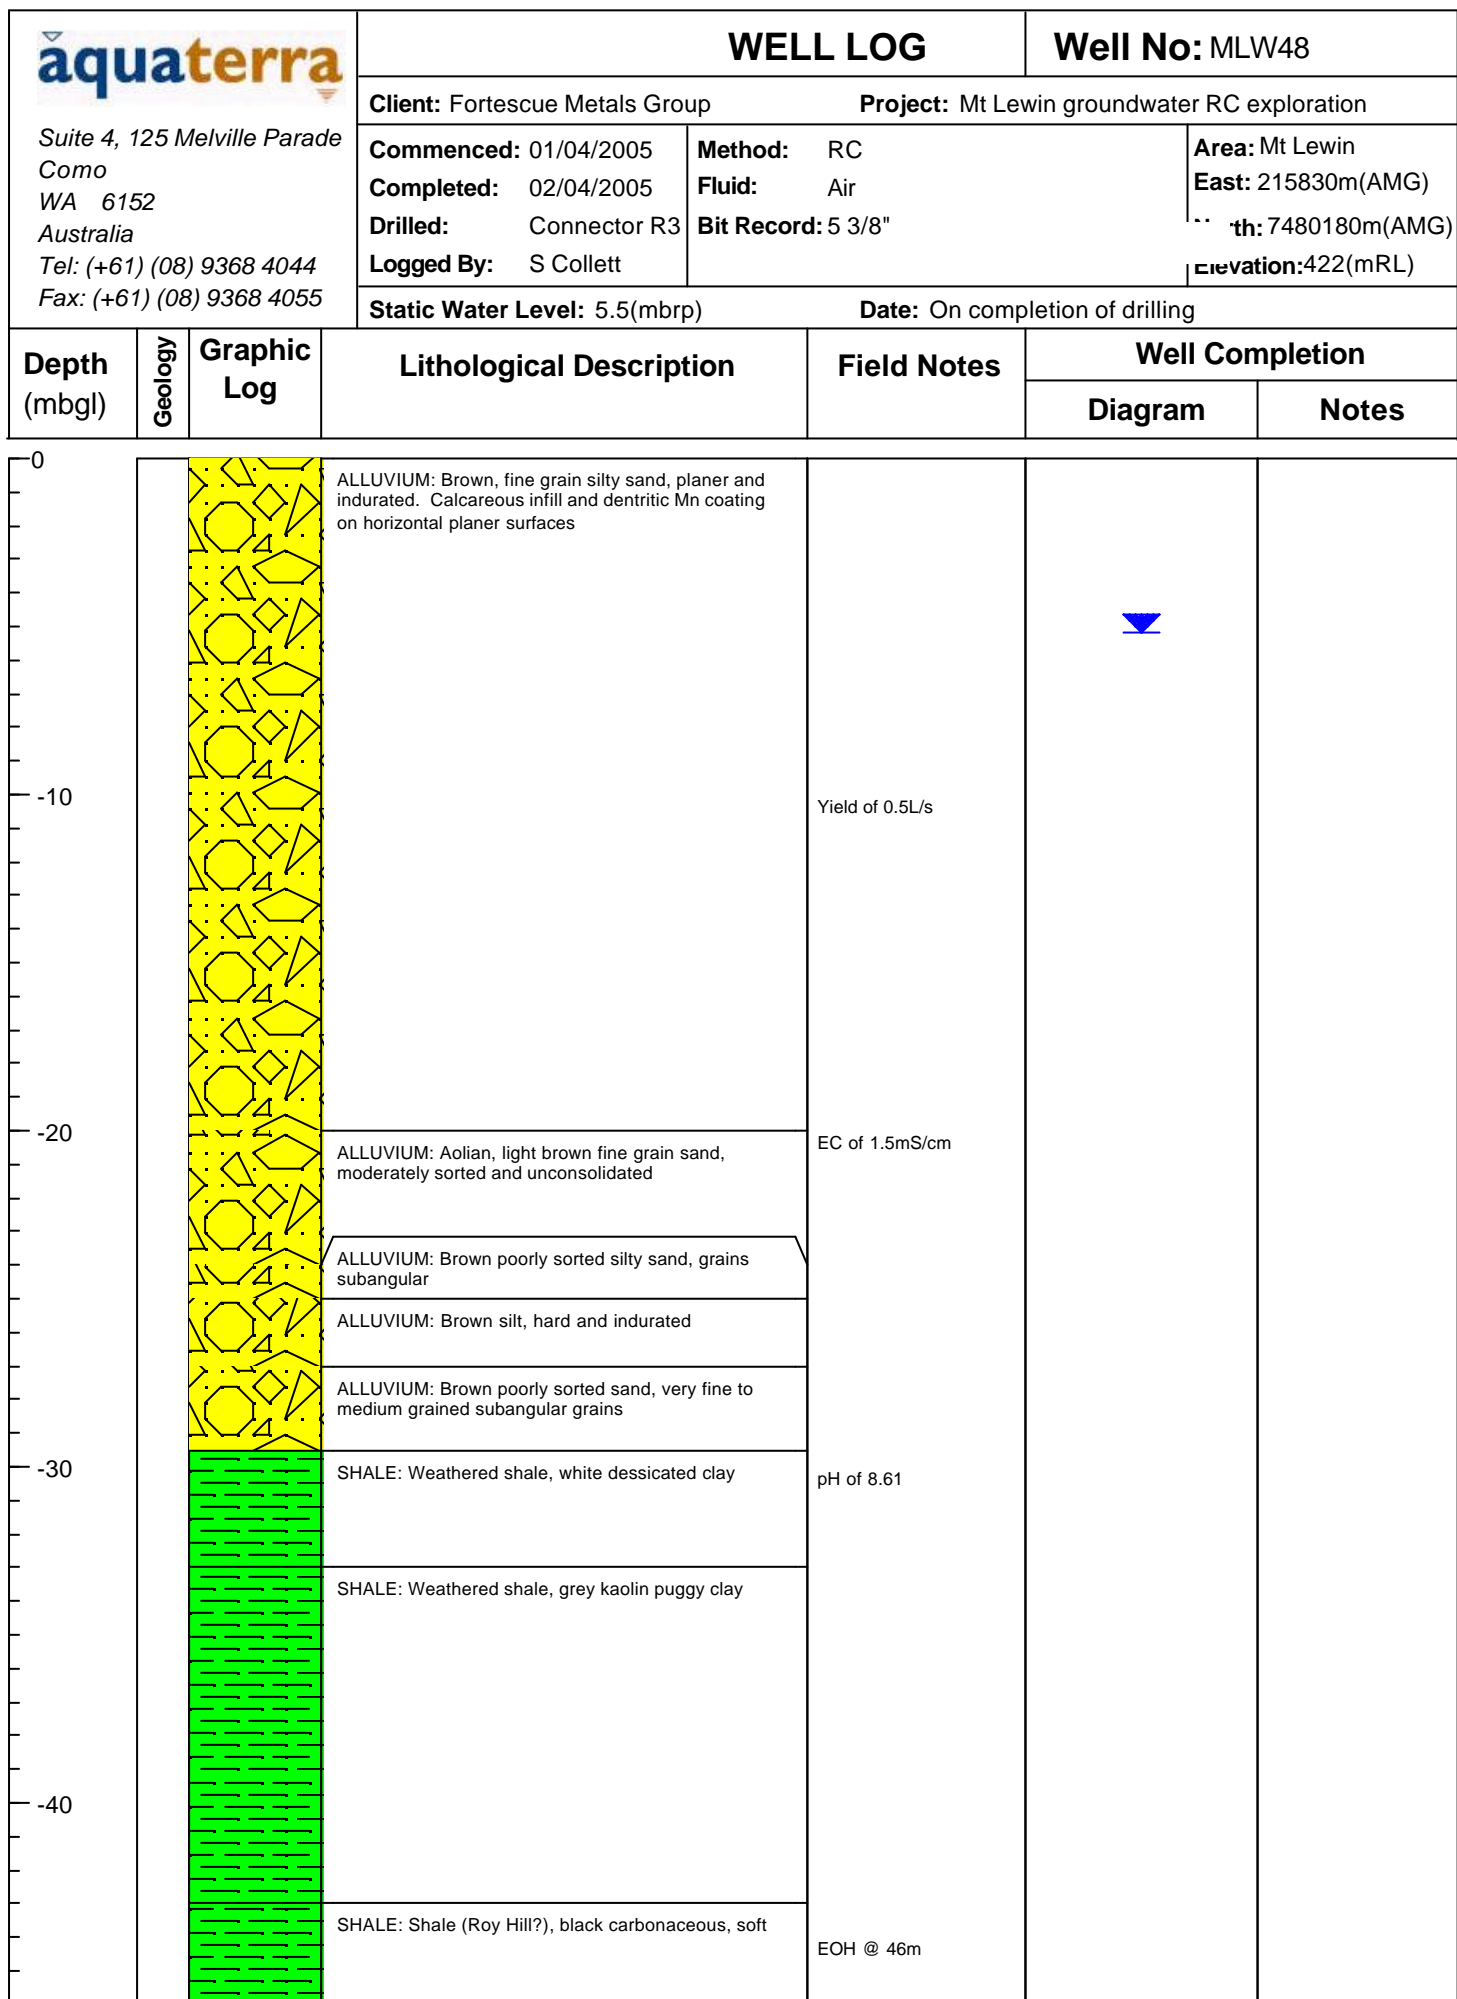 aquaterra
WELL LOG
Well No: MLW48
Client: Fortescue Metals Group
Project: Mt Lewin groundwater RC exploration
Suite 4, 125 Melville Parade
Como
WA 6152
Australia
Tel: (+61) (08) 9368 4044
Fax: (+61) (08) 9368 4055
Commenced: 01/04/2005
Completed: 02/04/2005
Drilled: Connector R3
Logged By: S Collett
Method: RC
Fluid: Air
Bit Record: 5 3/8"
Area: Mt Lewin
East: 215830m(AMG)
7480180m(AMG)
Elevation: 422(mRL)
Static Water Level: 5.5(mbrp)
Date: On completion of drilling
Depth
(mbgl)
Geology
Graphic
Log
Lithological Description
Field Notes
Well Completion
Diagram
Notes
0
ALLUVIUM: Brown, fine grain silty sand, planer and
indurated. Calcareous infill and dentritic Mn coating
on horizontal planer surfaces
-10
Yield of 0.5L/s
-20
EC of 1.5mS/cm
ALLUVIUM: Aolian, light brown fine grain sand,
moderately sorted and unconsolidated
ALLUVIUM: Brown poorly sorted silty sand, grains
subangular
ALLUVIUM: Brown silt, hard and indurated
ALLUVIUM: Brown poorly sorted sand, very fine to
medium grained subangular grains
-30
SHALE: Weathered shale, white dessicated clay
pH of 8.61
SHALE: Weathered shale, grey kaolin puggy clay
-40
SHALE: Shale (Roy Hill?), black carbonaceous, soft
EOH @ 46m